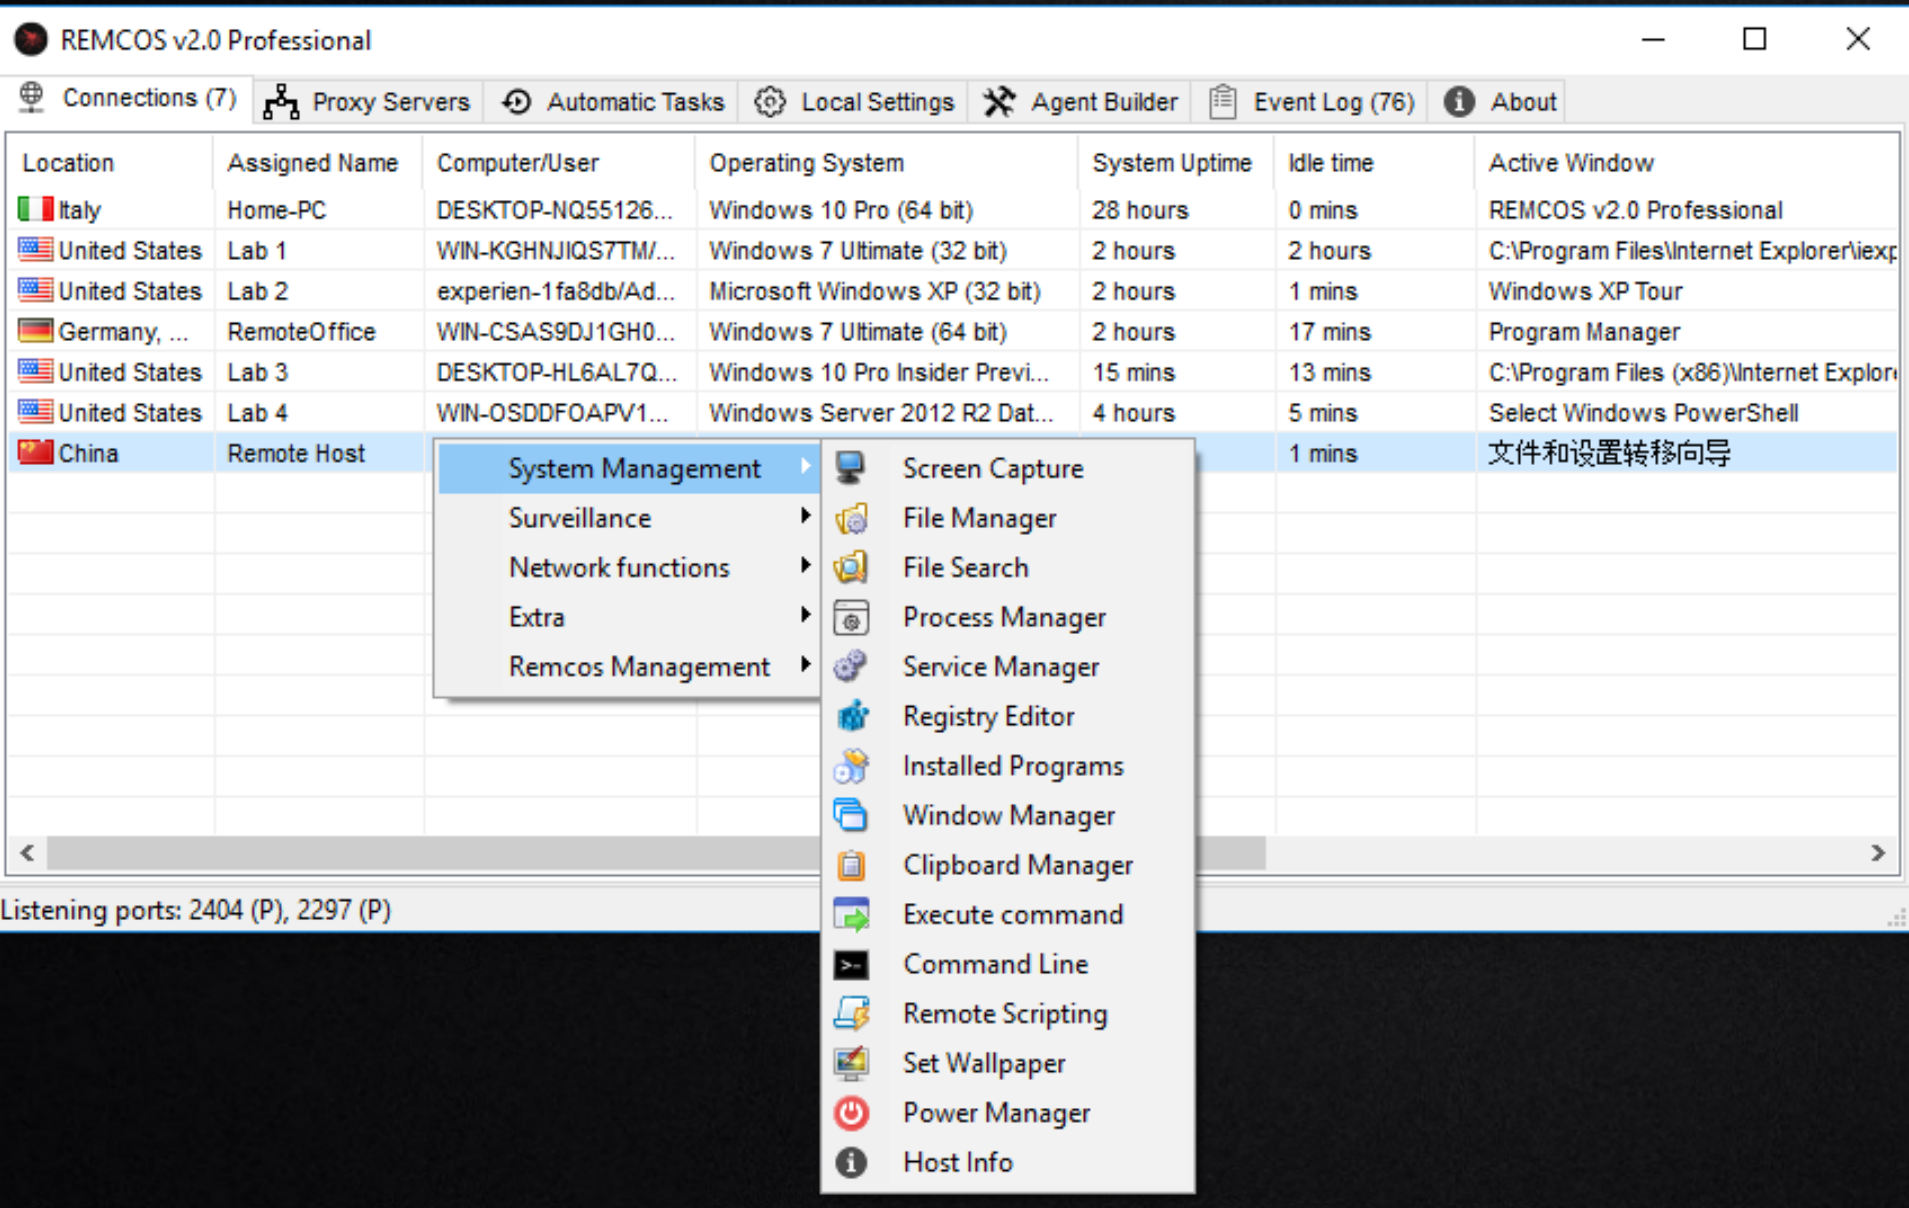 REMCOS v2.0 Professional
Connections (7) Proxy Servers Automatic Tasks Local Settings Agent Builder Event Log (76) About
Location Assigned Name Computer/User Operating System System Uptime Idle time Active Window
Italy Home-PC DESKTOP-NQ55126... Windows 10 Pro (64 bit) 28 hours 0 mins REMCOS v2.0 Professional
United States Lab 1 WIN-KGHNJIQS7TM/... Windows 7 Ultimate (32 bit) 2 hours 2 hours C:\Program Files\Internet Explorer\iexp
United States Lab 2 experien-1fa8db/Ad... Microsoft Windows XP (32 bit) 2 hours 1 mins Windows XP Tour
Germany, ... RemoteOffice WIN-CSAS9DJ1GH0... Windows 7 Ultimate (64 bit) 2 hours 17 mins Program Manager
United States Lab 3 DESKTOP-HL6AL7Q... Windows 10 Pro Insider Previ... 15 mins 13 mins C:\Program Files (x86)\Internet Explor
United States Lab 4 WIN-OSDDFOAPV1... Windows Server 2012 R2 Dat... 4 hours 5 mins Select Windows PowerShell
China Remote Host 1 mins 文件和设置转移向导
System Management
Surveillance
Network functions
Extra
Remcos Management
Screen Capture
File Manager
File Search
Process Manager
Service Manager
Registry Editor
Installed Programs
Window Manager
Clipboard Manager
Execute command
Command Line
Remote Scripting
Set Wallpaper
Power Manager
Host Info
Listening ports: 2404 (P), 2297 (P)